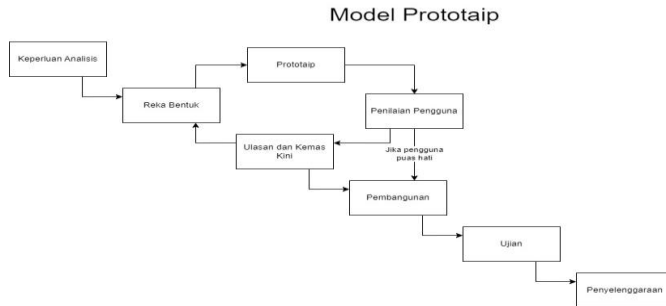 Model Prototaip
Keperluan Analisis
Prototaip
Reka Bentuk
Penilaian Pengguna
Ulasan dan Kemas
Kini
Jika pengguna
puas hati
Pembangunan
Ujian
Penyelenggaraan